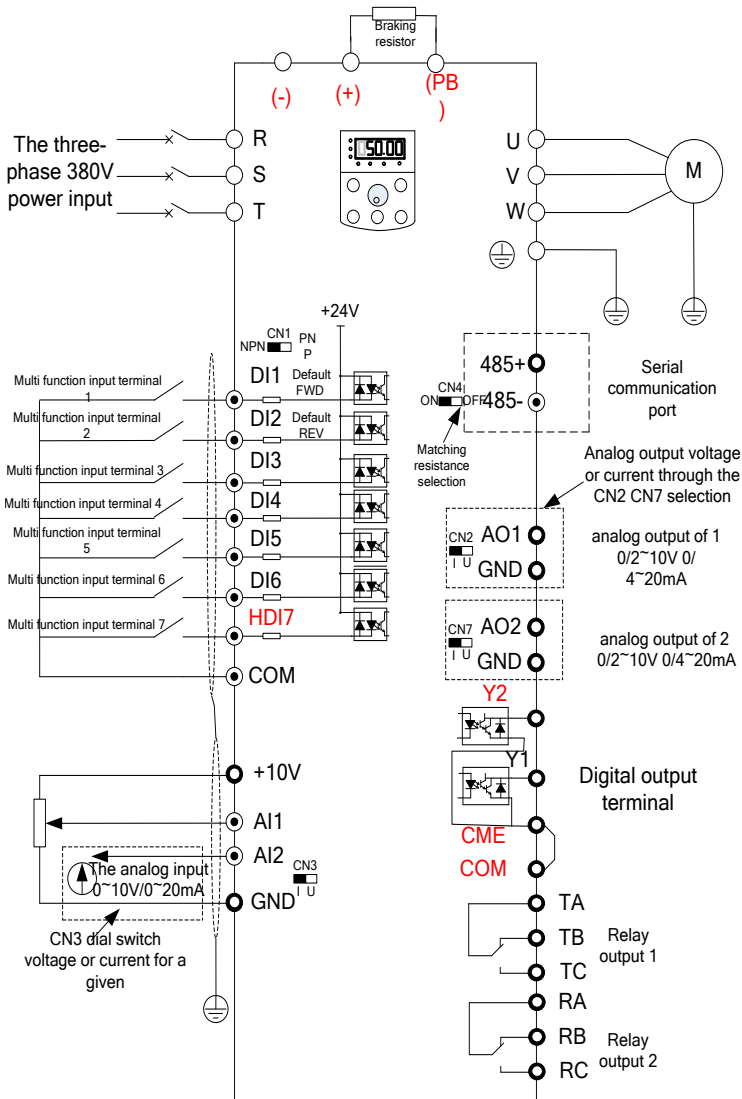 Braking
resistor
(-)
(+)
(PB
)
The three-
phase 380V
power input
R
S
T
50.00
U
V
W
M
+24V
CN1
NPN
PN
P
Multi function input terminal
1
DI1
Default
FWD
Multi function input terminal
2
DI2
Default
REV
Multi function input terminal 3
DI3
Multi function input terminal 4
DI4
Multi function input terminal
5
DI5
Multi function input terminal 6
DI6
Multi function input terminal 7
HDI7
COM
+10V
AI1
AI2
The analog input
0~10V/0~20mA
CN3
I U
GND
CN3 dial switch
voltage or current for a
given
485+
CN4
ON
OFF
485-
Serial
communication
port
Matching
resistance
selection
Analog output voltage
or current through the
CN2 CN7 selection
CN2
I U
AO1
GND
analog output of 1
0/2~10V 0/
4~20mA
CN7
I U
AO2
GND
analog output of 2
0/2~10V 0/4~20mA
Y2
Y1
Digital output
terminal
CME
COM
TA
TB
TC
Relay
output 1
RA
RB
RC
Relay
output 2